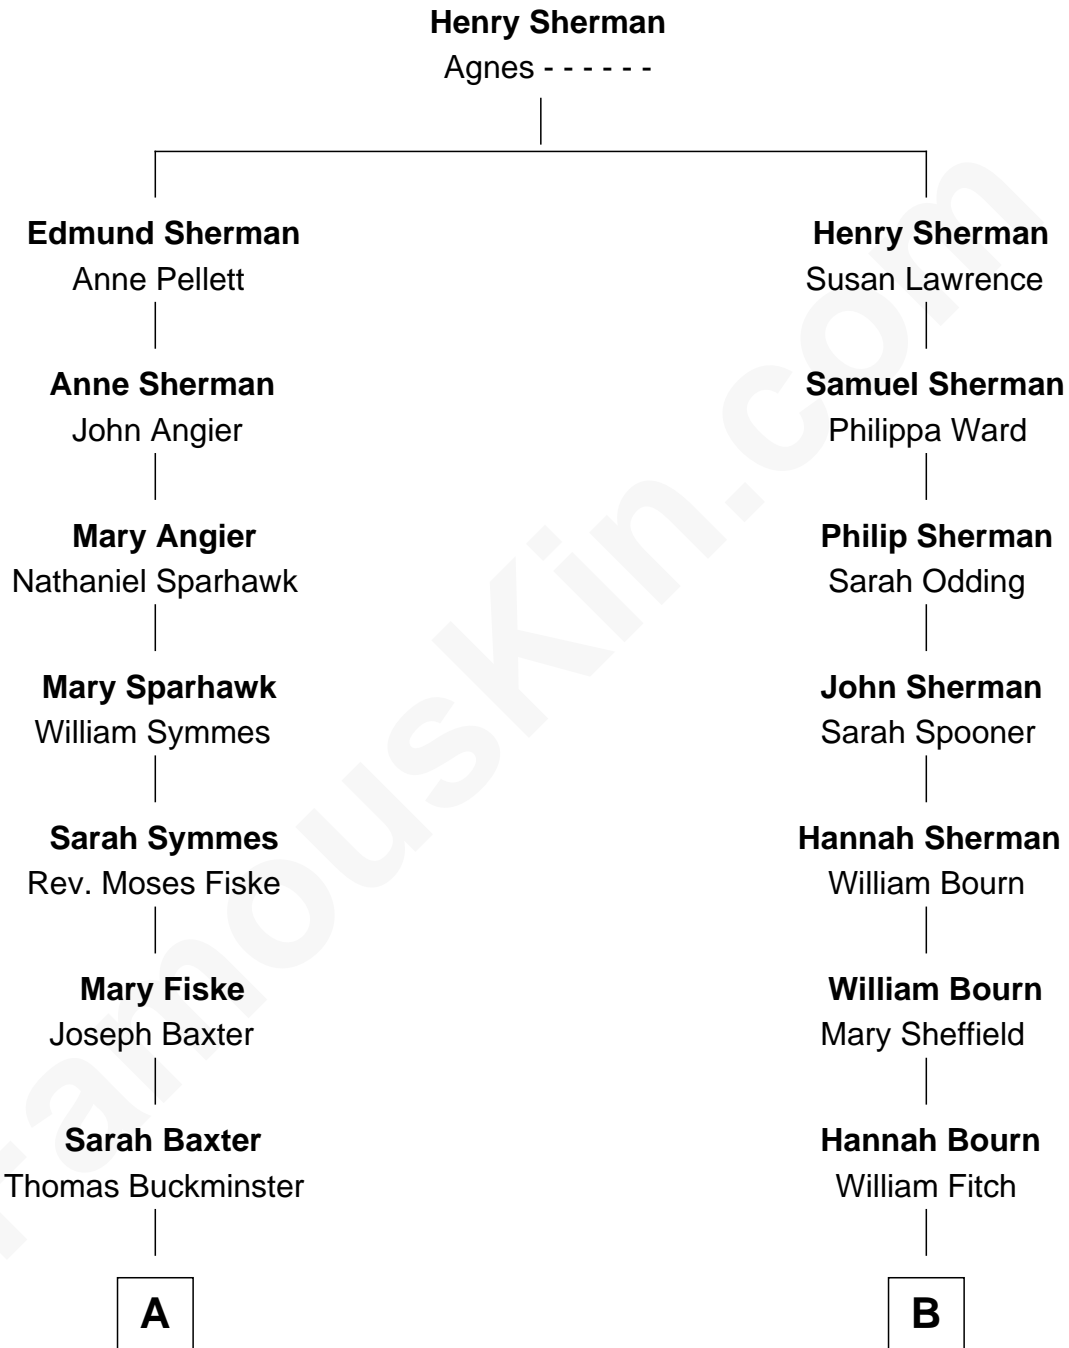 Henry Sherman
Agnes - - - - - -
Edmund Sherman
Anne Pellett
Henry Sherman
Susan Lawrence
Anne Sherman
John Angier
Samuel Sherman
Philippa Ward
Mary Angier
Nathaniel Sparhawk
Philip Sherman
Sarah Odding
Mary Sparhawk
William Symmes
John Sherman
Sarah Spooner
Sarah Symmes
Rev. Moses Fiske
Hannah Sherman
William Bourn
Mary Fiske
Joseph Baxter
William Bourn
Mary Sheffield
Sarah Baxter
Thomas Buckminster
Hannah Bourn
William Fitch
A
B
FamousKin.com